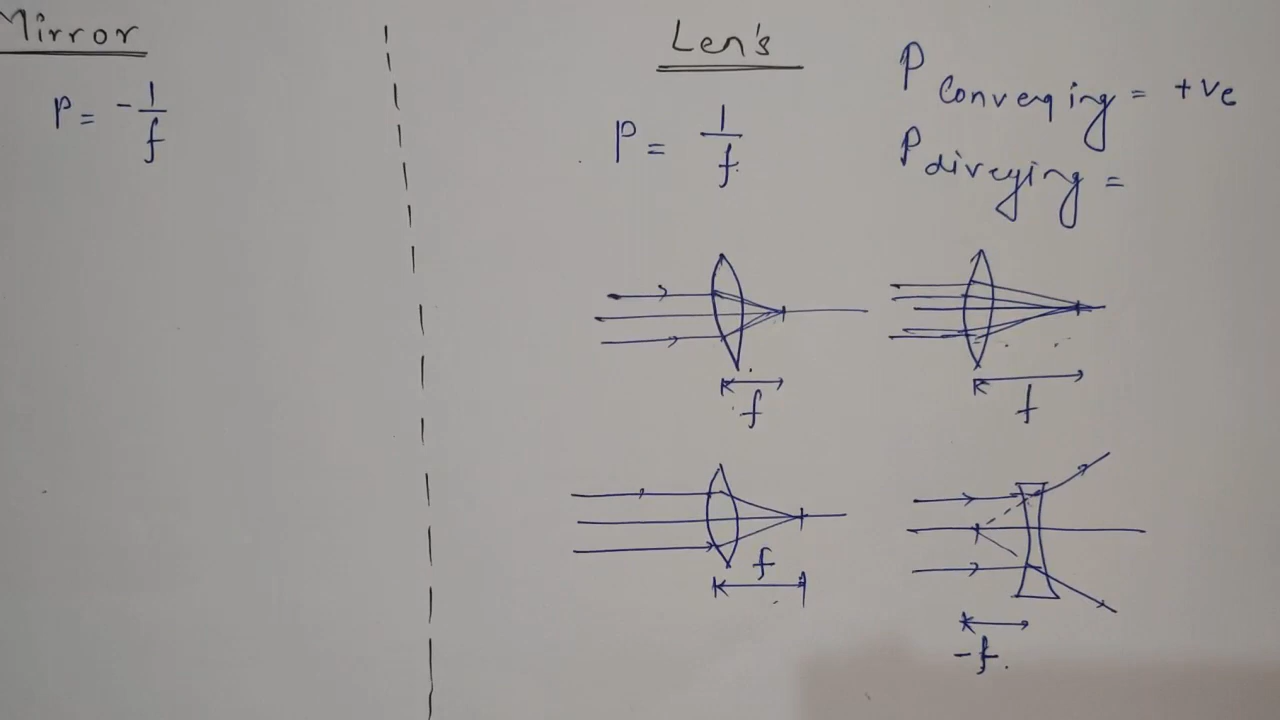 Mirror
P = -1/f
Len's
P = 1/f
P converging = +ve
P diverging =
f
f
f
-f